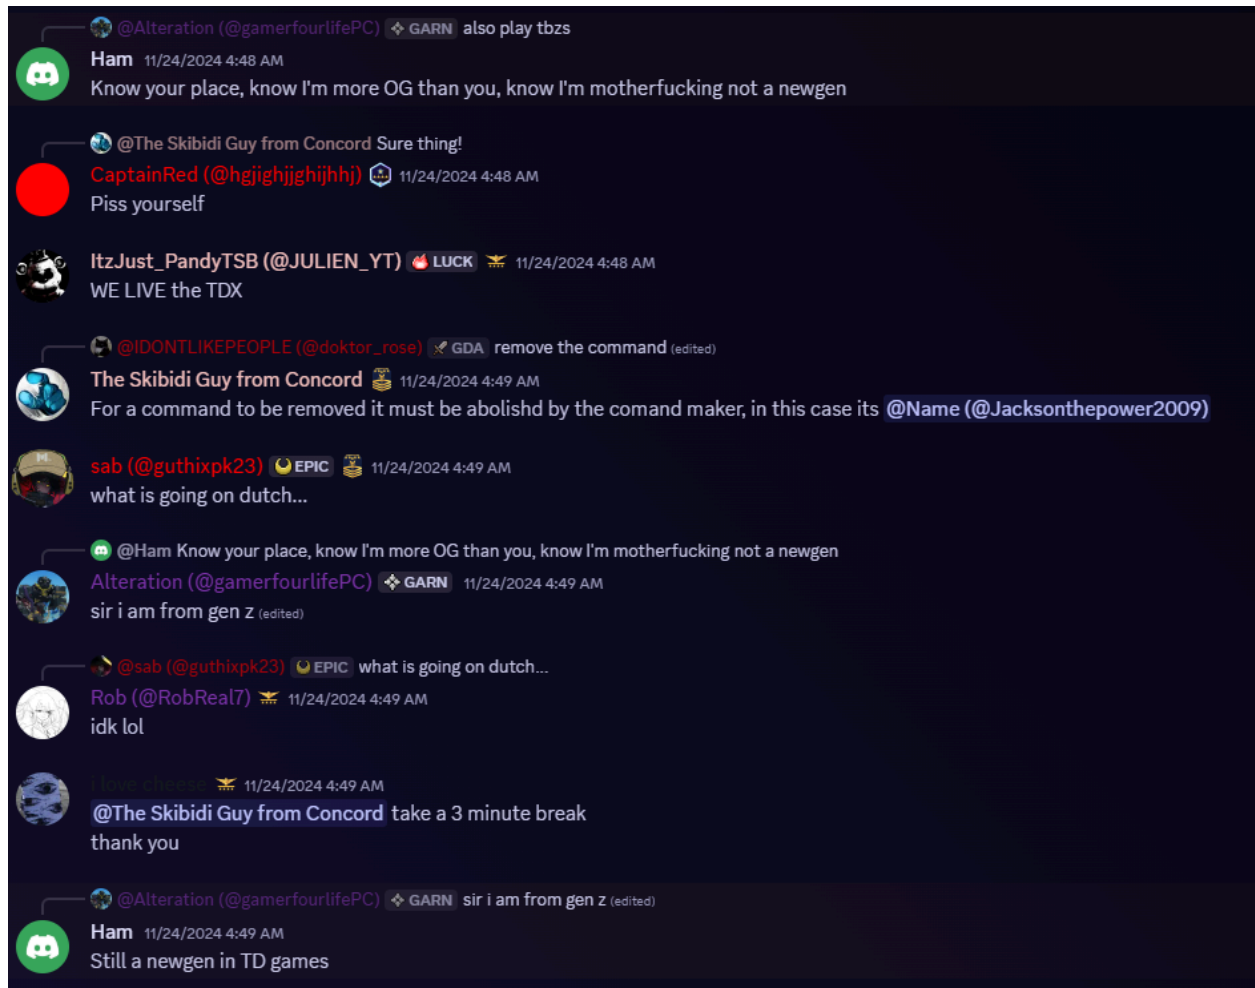 @Alteration (@gamerfourlifePC) GARN also play tbzs
Ham 11/24/2024 4:48 AM
Know your place, know I'm more OG than you, know I'm motherfucking not a newgen
@The Skibidi Guy from Concord Sure thing!
CaptainRed (@hgjighjjghijhhj) 11/24/2024 4:48 AM
Piss yourself
ItzJust_PandyTSB (@JULIEN_YT) LUCK 11/24/2024 4:48 AM
WE LIVE the TDX
@IDONTLIKEPEOPLE (@doktor_rose) GDA remove the command (edited)
The Skibidi Guy from Concord 11/24/2024 4:49 AM
For a command to be removed it must be abolishd by the comand maker, in this case its @Name (@Jacksonthepower2009)
sab (@guthixpk23) EPIC 11/24/2024 4:49 AM
what is going on dutch...
@Ham Know your place, know I'm more OG than you, know I'm motherfucking not a newgen
Alteration (@gamerfourlifePC) GARN 11/24/2024 4:49 AM
sir i am from gen z (edited)
@sab (@guthixpk23) EPIC what is going on dutch...
Rob (@RobReal7) 11/24/2024 4:49 AM
idk lol
i love cheese 11/24/2024 4:49 AM
@The Skibidi Guy from Concord take a 3 minute break
thank you
@Alteration (@gamerfourlifePC) GARN sir i am from gen z (edited)
Ham 11/24/2024 4:49 AM
Still a newgen in TD games